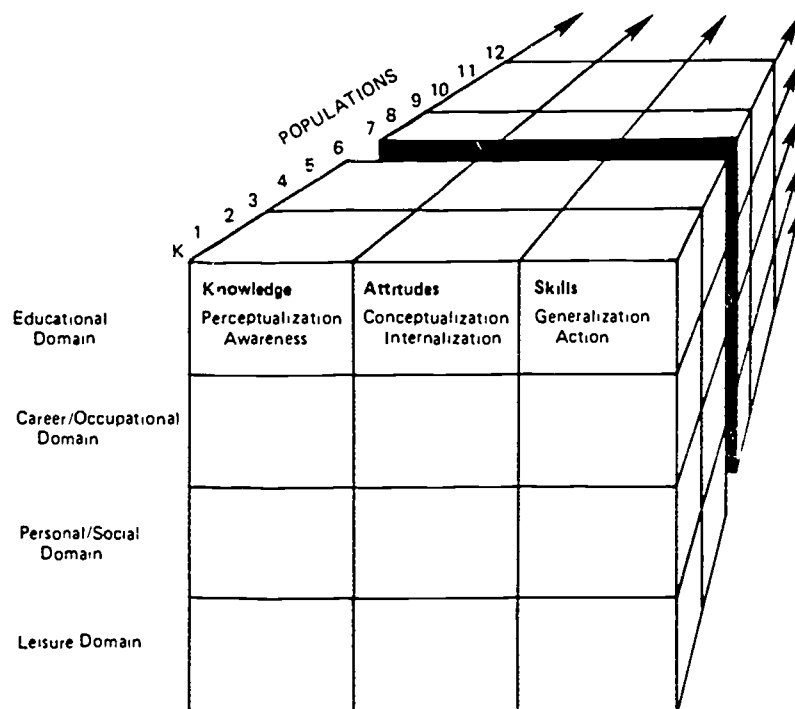 POPULATIONS
K 1 2 3 4 5 6 7 8 9 10 11 12
Educational
Domain
Knowledge
Perceptualization
Awareness
Attitudes
Conceptualization
Internalization
Skills
Generalization
Action
Career/Occupational
Domain
Personal/Social
Domain
Leisure Domain